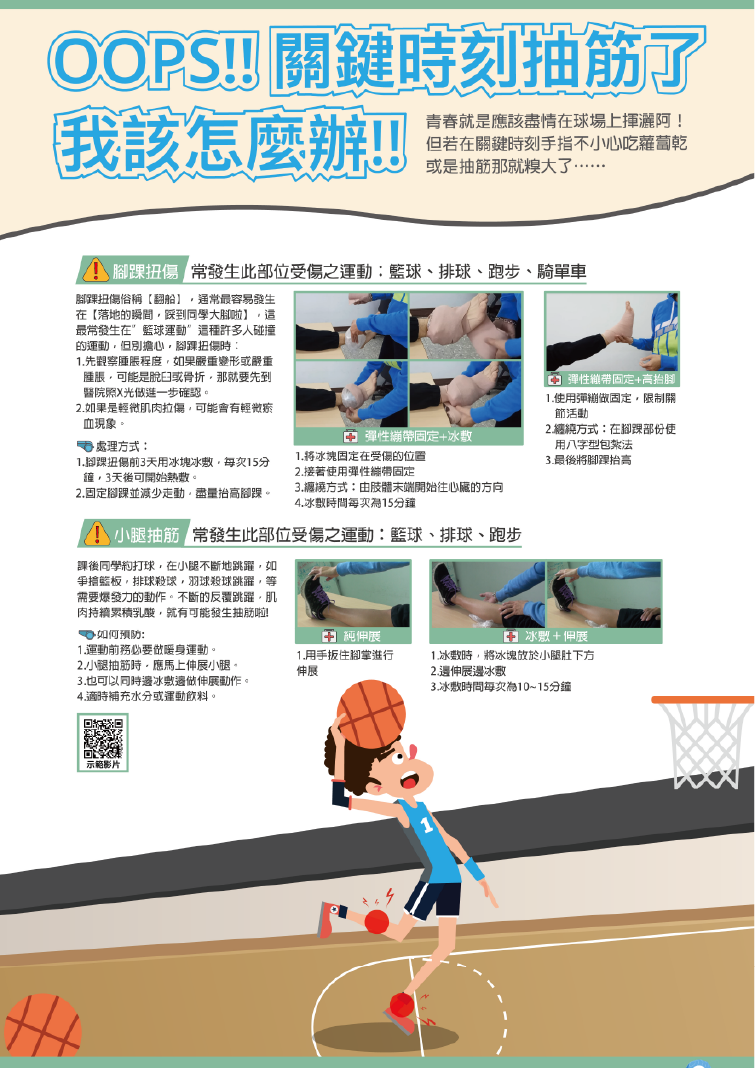 OOPS!! 關鍵時刻抽筋了
我該怎麼辦!!
青春就是應該盡情在球場上揮灑阿！
但若在關鍵時刻手指不小心吃蘿蔔乾
或是抽筋那就糗大了⋯⋯
腳踝扭傷 常發生此部位受傷之運動：籃球、排球、跑步、騎單車
腳踝扭傷俗稱【翻船】，通常最容易發生
在【落地的瞬間，踩到同學大腳啦】，這
最常發生在”籃球運動”這種許多人碰撞
的運動，但別擔心，腳踝扭傷時：
1.先觀察腫脹程度，如果嚴重變形或嚴重
腫脹，可能是脫臼或骨折，那就要先到
醫院照X光做進一步確認。
2.如果是輕微肌肉拉傷，可能會有輕微瘀
血現象。
處理方式：
1.腳踝扭傷前3天用冰塊冰敷，每次15分
鐘，3天後可開始熱敷。
2.固定腳踝並減少走動，盡量抬高腳踝。
彈性繃帶固定+冰敷
1.將冰塊固定在受傷的位置
2.接著使用彈性繃帶固定
3.纏繞方式：由肢體末端開始往心臟的方向
4.冰敷時間每次為15分鐘
彈性繃帶固定+高抬腳
1.使用彈繃做固定，限制關
節活動
2.纏繞方式：在腳踝部份使
用八字型包紮法
3.最後將腳踝抬高
小腿抽筋 常發生此部位受傷之運動：籃球、排球、跑步
課後同學約打球，在小腿不斷地跳躍，如
爭搶籃板，排球殺球，羽球殺球跳躍，等
需要爆發力的動作。不斷的反覆跳躍，肌
肉持續累積乳酸，就有可能發生抽筋啦!
如何預防:
1.運動前務必要做暖身運動。
2.小腿抽筋時，應馬上伸展小腿。
3.也可以同時邊冰敷邊做伸展動作。
4.適時補充水分或運動飲料。
純伸展
1.用手扳住腳掌進行
伸展
冰敷＋伸展
1.冰敷時，將冰塊放於小腿肚下方
2.邊伸展邊冰敷
3.冰敷時間每次為10~15分鐘
示範影片
1